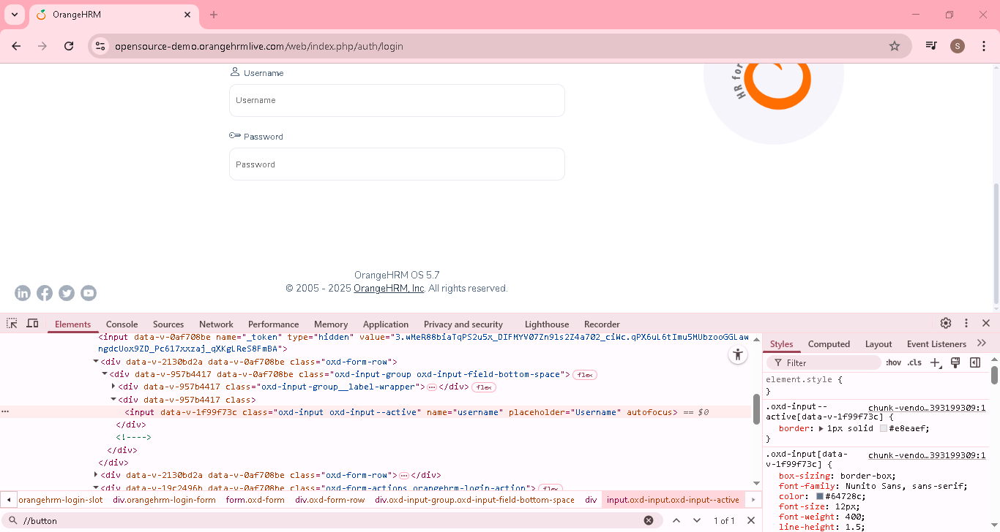 OrangeHRM
opensource-demo.orangehrmlive.com/web/index.php/auth/login
S
Username
Username
HR for
Password
Password
OrangeHRM OS 5.7
© 2005 - 2025 OrangeHRM, Inc. All rights reserved.
Elements Console Sources Network Performance Memory Application Privacy and security Lighthouse Recorder
<input data-v-0af708be name="_token" type="hidden" value="3.wMeR88biaTqPS2u5x_DIFMYV07Zn9ls2Z4a702_ciWc.qPX6uL6tImu5MUbzooGGLaw
ngdcUox9ZD_Pc617xxzaj_qXKgLReS8FmBA">
<div data-v-2130bd2a data-v-0af708be class="oxd-form-row">
<div data-v-957b4417 data-v-0af708be class="oxd-input-group oxd-input-field-bottom-space"> flex
<div data-v-957b4417 class="oxd-input-group__label-wrapper">…</div> flex
<div data-v-957b4417 class>
… <input data-v-1f99f73c class="oxd-input oxd-input--active" name="username" placeholder="Username" autofocus> == $0
</div>
<!---->
</div>
</div>
<div data-v-2130bd2a data-v-0af708be class="oxd-form-row">…</div>
<div data-v-19c2496b data-v-0af708be class="oxd-form-actions orangehrm-login-action"> flex
orangehrm-login-slot div.orangehrm-login-form form.oxd-form div.oxd-form-row div.oxd-input-group.oxd-input-field-bottom-space div input.oxd-input.oxd-input--active
//button 1 of 1
Styles Computed Layout Event Listeners
Filter :hov .cls
element.style {
}
.oxd-input-- chunk-vendo…393199309:1
active[data-v-1f99f73c] {
border: 1px solid #e8eaef;
}
.oxd-input[data- chunk-vendo…393199309:1
v-1f99f73c] {
box-sizing: border-box;
font-family: Nunito Sans, sans-serif;
color: #64728c;
font-size: 12px;
font-weight: 400;
line-height: 1.5;